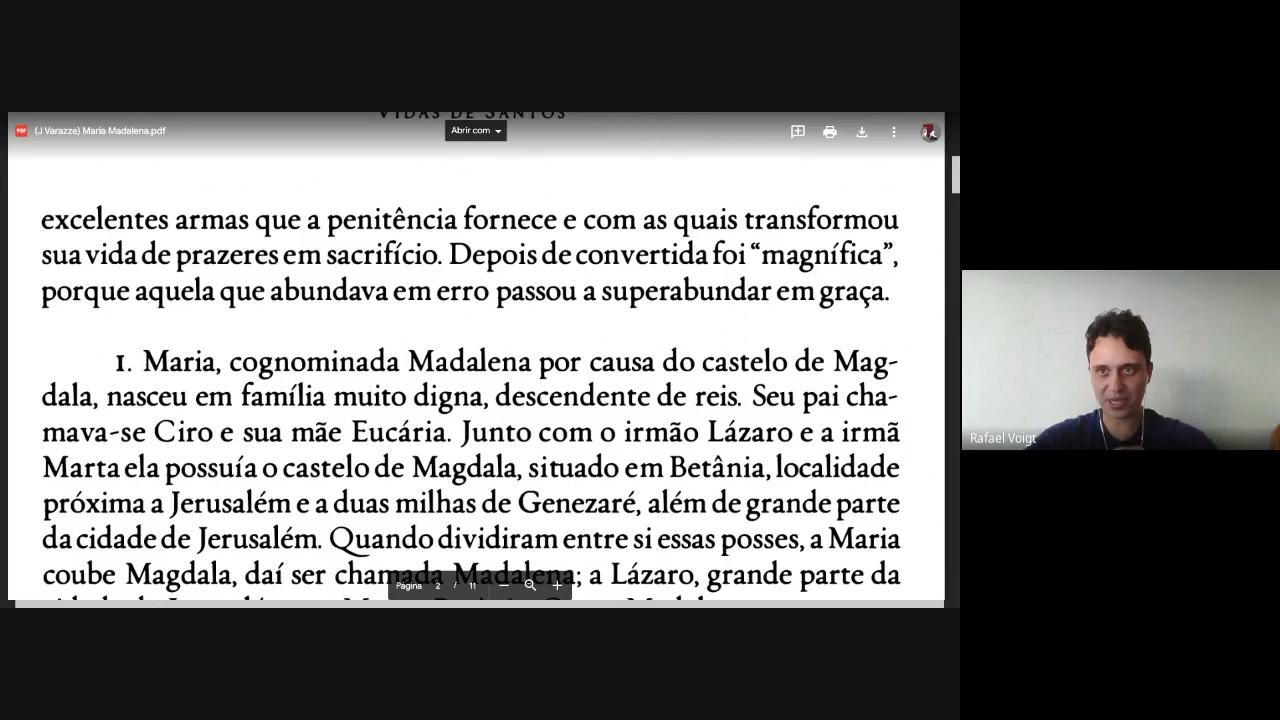 VIDAS DE SANTOS
(J Varazze) Maria Madalena.pdf
Abrir com
excelentes armas que a penitência fornece e com as quais transformou
sua vida de prazeres em sacrifício. Depois de convertida foi “magnífica”,
porque aquela que abundava em erro passou a superabundar em graça.
1. Maria, cognominada Madalena por causa do castelo de Mag-
dala, nasceu em família muito digna, descendente de reis. Seu pai cha-
mava-se Ciro e sua mãe Eucária. Junto com o irmão Lázaro e a irmã
Marta ela possuía o castelo de Magdala, situado em Betânia, localidade
próxima a Jerusalém e a duas milhas de Genezaré, além de grande parte
da cidade de Jerusalém. Quando dividiram entre si essas posses, a Maria
coube Magdala, daí ser chamada Madalena; a Lázaro, grande parte da
Página 2 / 11
Rafael Voigt